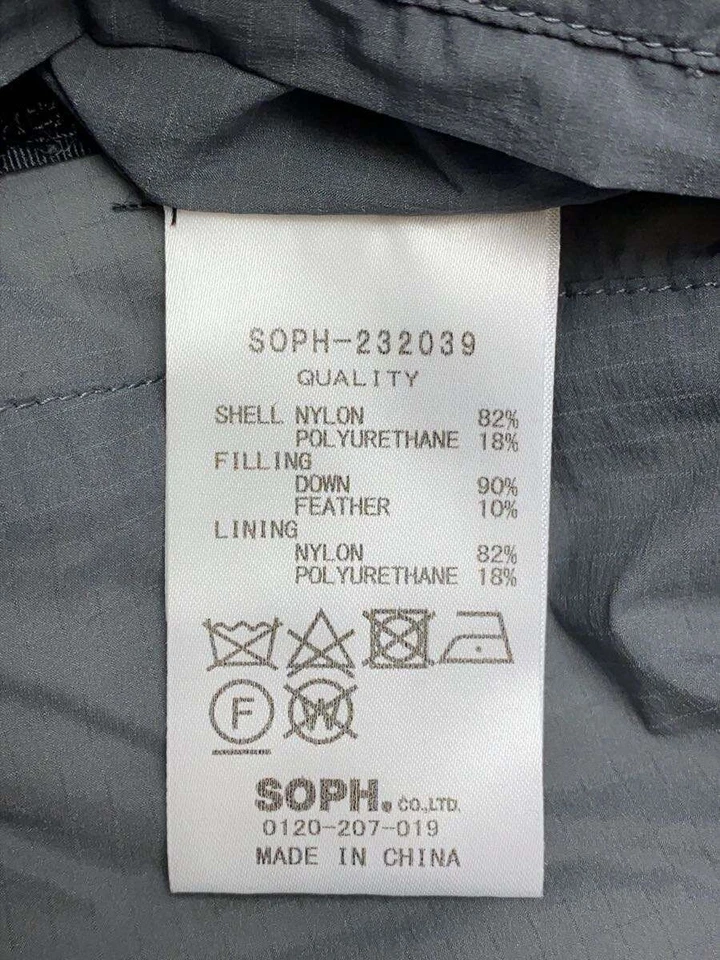 SOPH-232039
QUALITY
SHELL NYLON 82%
POLYURETHANE 18%
FILLING
DOWN 90%
FEATHER 10%
LINING
NYLON 82%
POLYURETHANE 18%
F W
SOPH. CO.,LTD.
0120-207-019
MADE IN CHINA